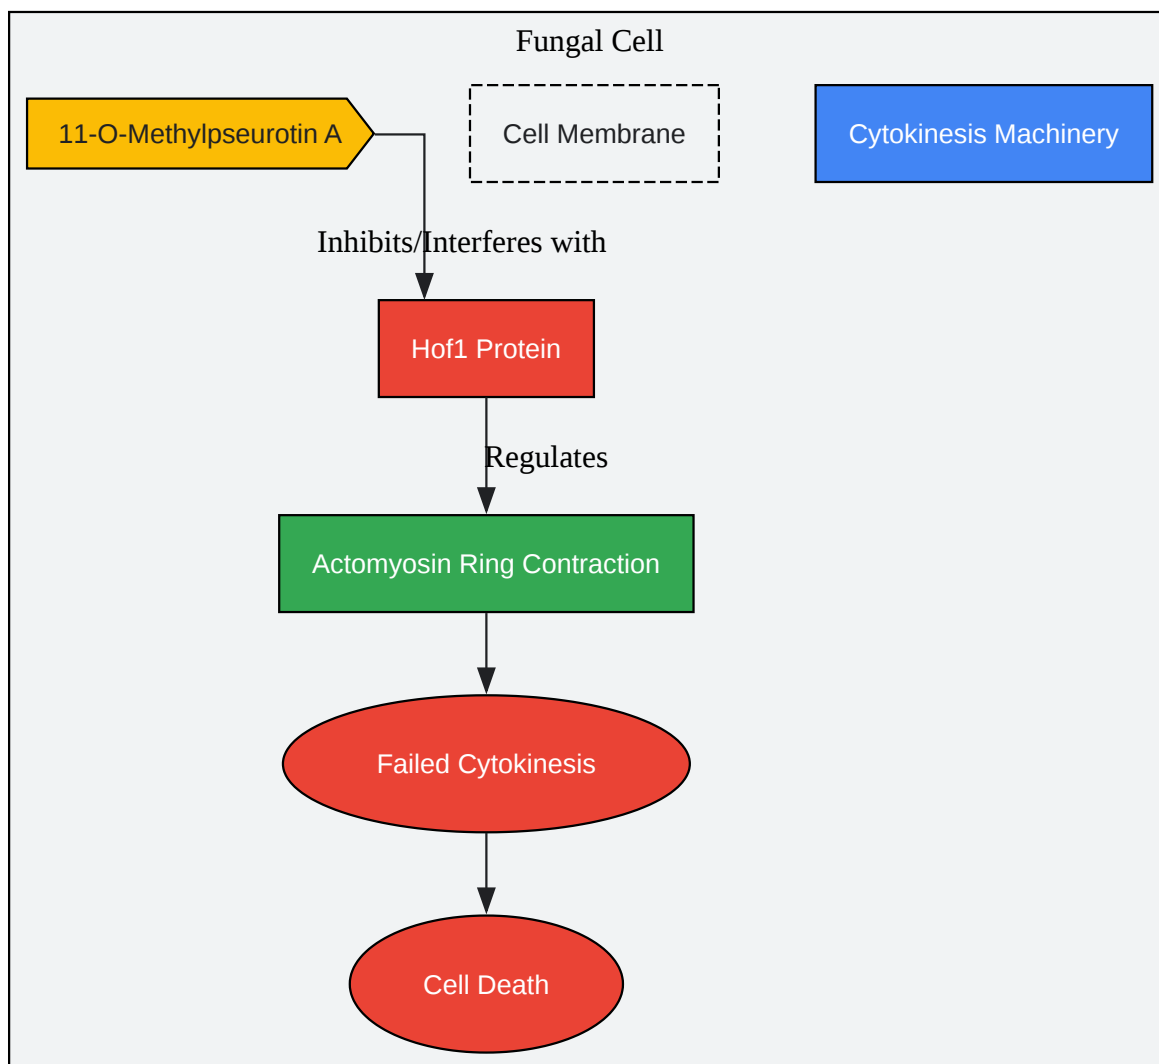 Fungal Cell
11-O-Methylpseurotin A
Cell Membrane
Cytokinesis Machinery
Inhibits/Interferes with
Hof1 Protein
Regulates
Actomyosin Ring Contraction
Failed Cytokinesis
Cell Death